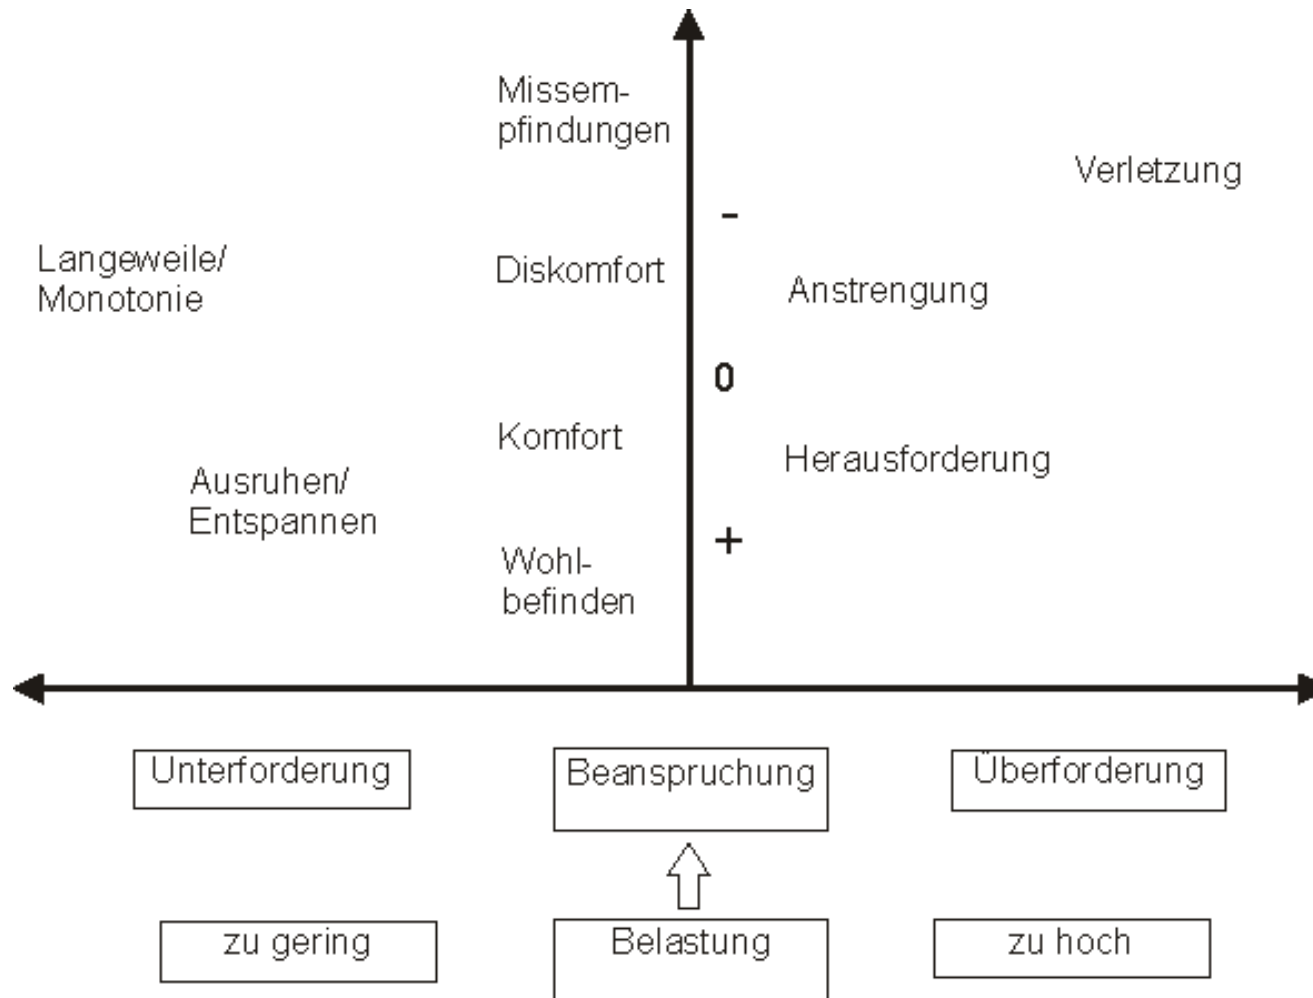 Missem-
pfindungen
Verletzung
-
Langeweile/
Monotonie
Diskomfort
Anstrengung
0
Komfort
Herausforderung
Ausruhen/
Entspannen
+
Wohl-
befinden
Unterforderung
Beanspruchung
Überforderung
zu gering
Belastung
zu hoch